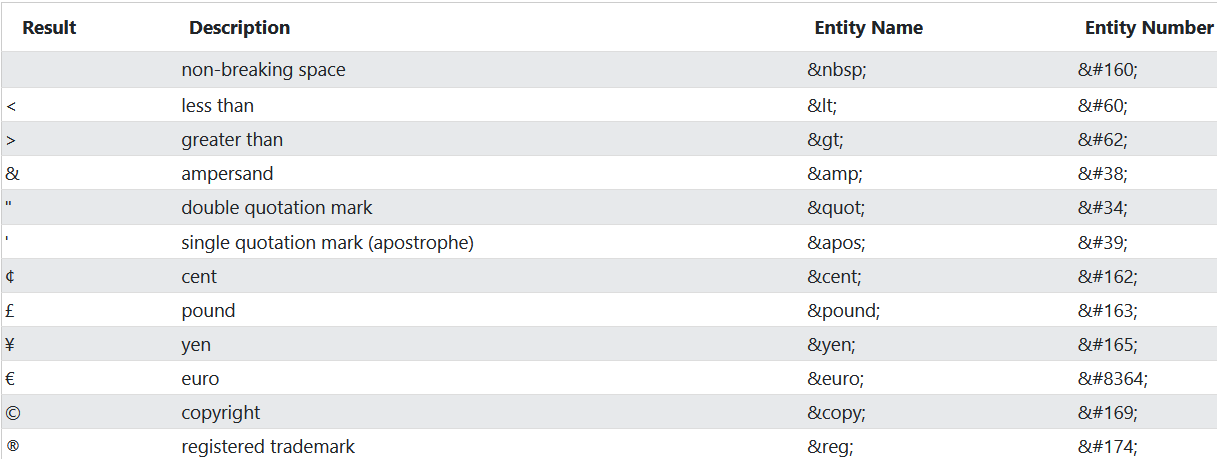 Result Description Entity Name Entity Number
non-breaking space &nbsp; &#160;
< less than &lt; &#60;
> greater than &gt; &#62;
& ampersand &amp; &#38;
" double quotation mark &quot; &#34;
' single quotation mark (apostrophe) &apos; &#39;
¢ cent &cent; &#162;
£ pound &pound; &#163;
¥ yen &yen; &#165;
€ euro &euro; &#8364;
© copyright &copy; &#169;
® registered trademark &reg; &#174;